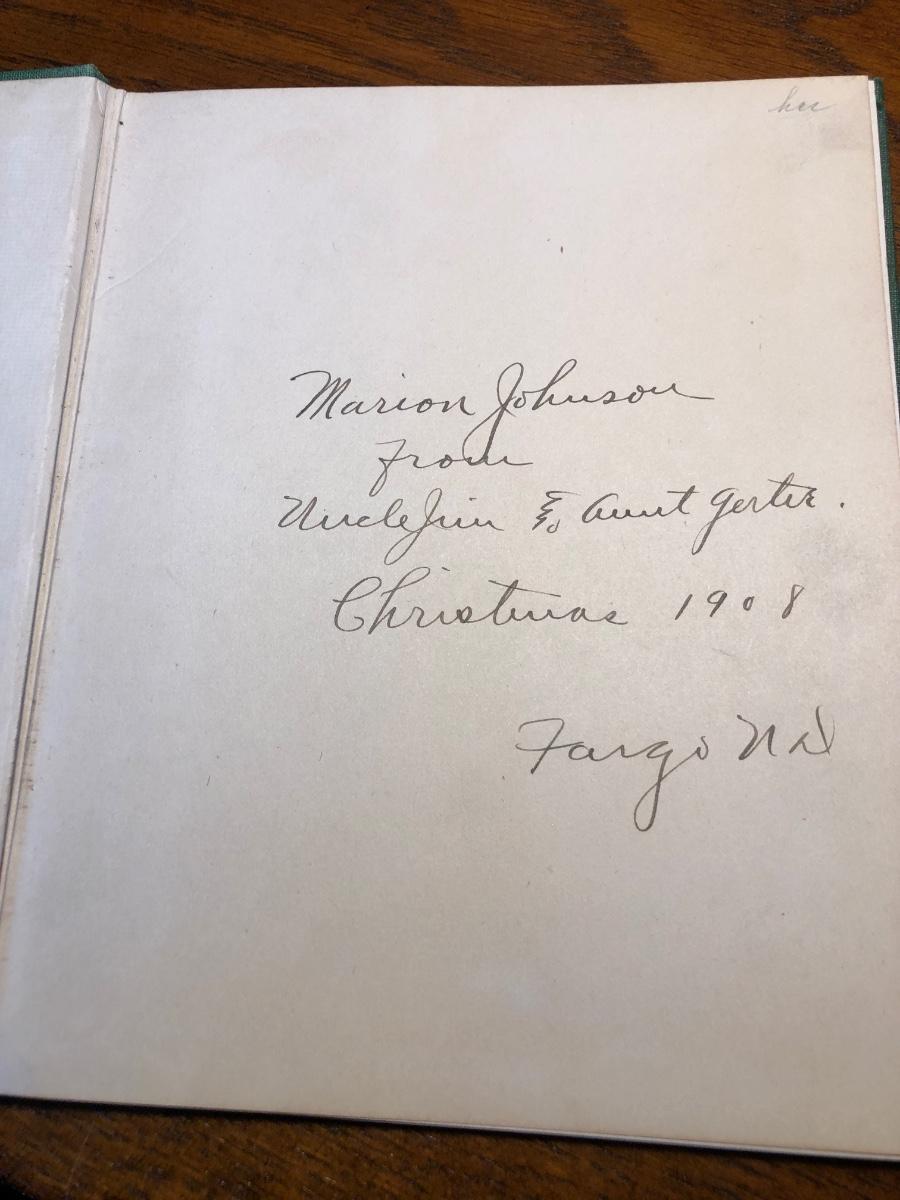 Marion Johnson
From
Uncle Jim & Aunt Gertie.
Christmas 1908
Fargo N D